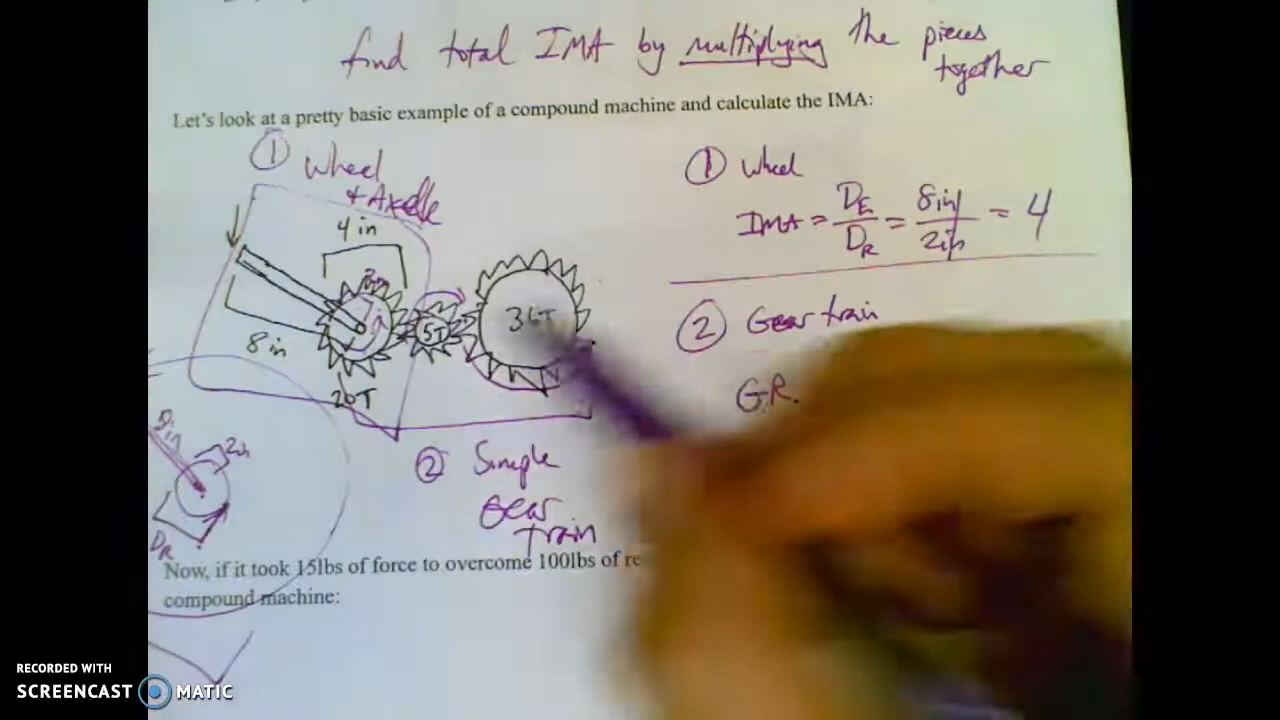 find total IMA by multiplying the pieces
together
Let's look at a pretty basic example of a compound machine and calculate the IMA:
① Wheel
+ Axle
4 in
8 in
20T
5T
① Wheel
IMA = DE/DR = 8in/2in = 4
② Gear train
G.R.
② Simple
Gear
train
8in
2in
DR
Now, if it took 15lbs of force to overcome 100lbs of re
compound machine:
RECORDED WITH
SCREENCAST MATIC